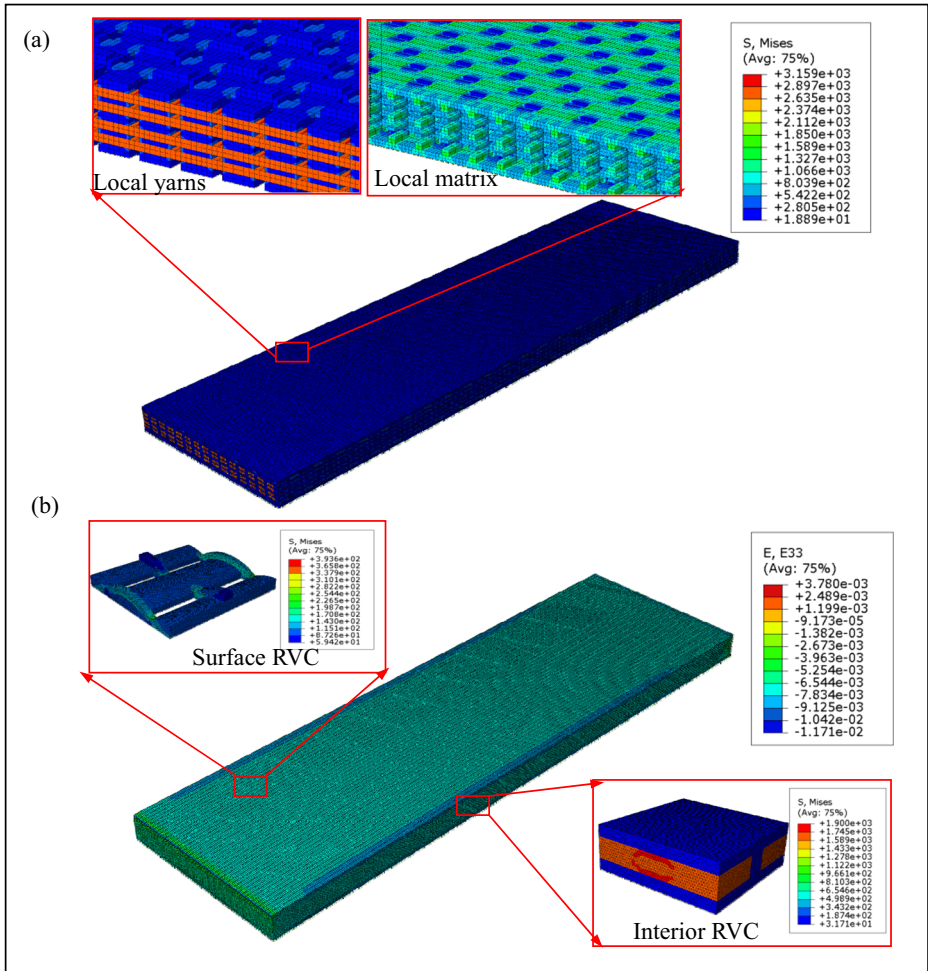 (a)
Local yarns
Local matrix
S, Mises
(Avg: 75%)
+3.159e+03
+2.897e+03
+2.635e+03
+2.374e+03
+2.112e+03
+1.850e+03
+1.589e+03
+1.327e+03
+1.066e+03
+8.039e+02
+5.422e+02
+2.805e+02
+1.889e+01
(b)
S, Mises
(Avg: 75%)
+3.936e+02
+3.658e+02
+3.379e+02
+3.101e+02
+2.822e+02
+2.544e+02
+2.265e+02
+1.987e+02
+1.708e+02
+1.430e+02
+1.151e+02
+8.726e+01
+5.942e+01
Surface RVC
E, E33
(Avg: 75%)
+3.780e-03
+2.489e-03
+1.199e-03
-9.173e-05
-1.382e-03
-2.673e-03
-3.963e-03
-5.254e-03
-6.544e-03
-7.834e-03
-9.125e-03
-1.042e-02
-1.171e-02
S, Mises
(Avg: 75%)
+1.900e+03
+1.745e+03
+1.589e+03
+1.433e+03
+1.278e+03
+1.122e+03
+9.661e+02
+8.103e+02
+6.546e+02
+4.989e+02
+3.432e+02
+1.874e+02
+3.171e+01
Interior RVC